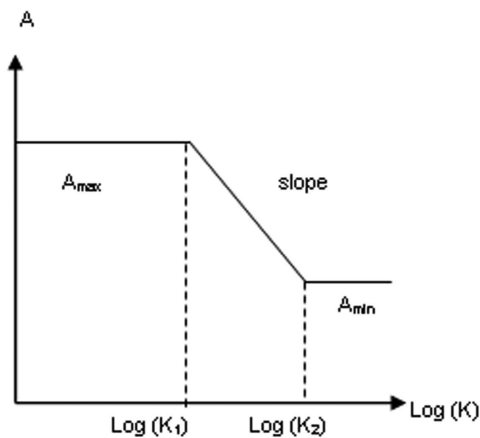 A
Aₘₐₓ
slope
Aₘᵢₙ
Log (K)
Log (K₁)
Log (K₂)